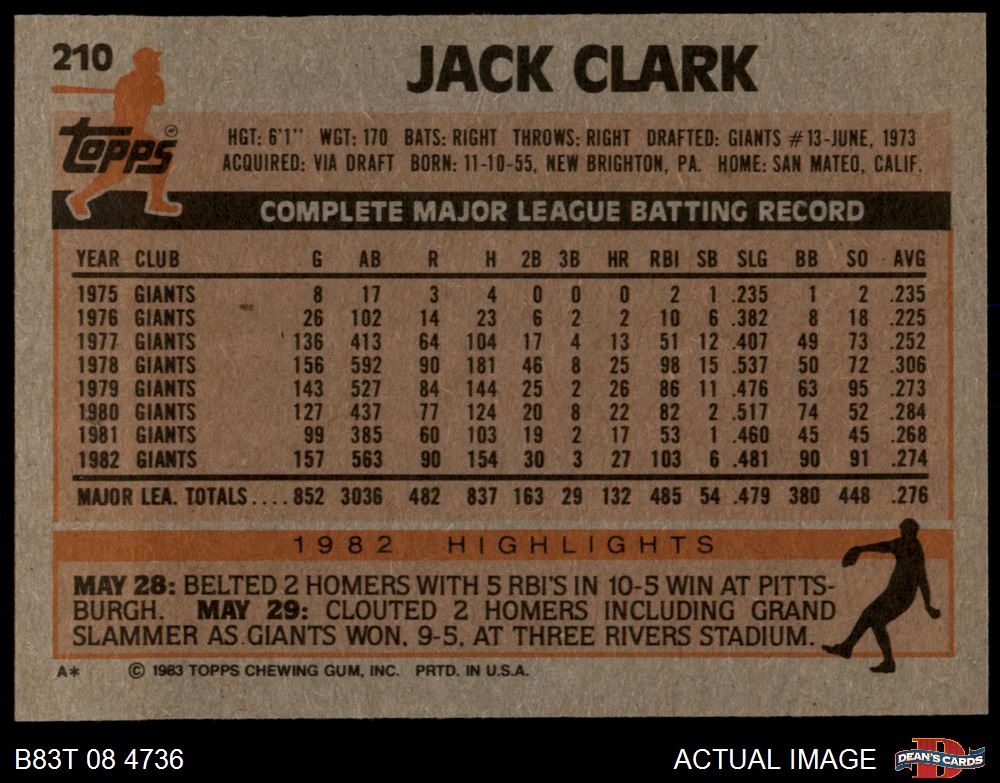 210
JACK CLARK
Topps®
HGT: 6'1'' WGT: 170 BATS: RIGHT THROWS: RIGHT DRAFTED: GIANTS #13-JUNE, 1973
ACQUIRED: VIA DRAFT BORN: 11-10-55, NEW BRIGHTON, PA. HOME: SAN MATEO, CALIF.
COMPLETE MAJOR LEAGUE BATTING RECORD
YEAR CLUB G AB R H 2B 3B HR RBI SB SLG BB SO AVG
1975 GIANTS 8 17 3 4 0 0 0 2 1 .235 1 2 .235
1976 GIANTS 26 102 14 23 6 2 2 10 6 .382 8 18 .225
1977 GIANTS 136 413 64 104 17 4 13 51 12 .407 49 73 .252
1978 GIANTS 156 592 90 181 46 8 25 98 15 .537 50 72 .306
1979 GIANTS 143 527 84 144 25 2 26 86 11 .476 63 95 .273
1980 GIANTS 127 437 77 124 20 8 22 82 2 .517 74 52 .284
1981 GIANTS 99 385 60 103 19 2 17 53 1 .460 45 45 .268
1982 GIANTS 157 563 90 154 30 3 27 103 6 .481 90 91 .274
MAJOR LEA. TOTALS....852 3036 482 837 163 29 132 485 54 .479 380 448 .276
1982 HIGHLIGHTS
MAY 28: BELTED 2 HOMERS WITH 5 RBI'S IN 10-5 WIN AT PITTS-
BURGH. MAY 29: CLOUTED 2 HOMERS INCLUDING GRAND
SLAMMER AS GIANTS WON, 9-5, AT THREE RIVERS STADIUM.
A* © 1983 TOPPS CHEWING GUM, INC. PRTD. IN U.S.A.
B83T 08 4736 ACTUAL IMAGE
D
DEAN'S CARDS